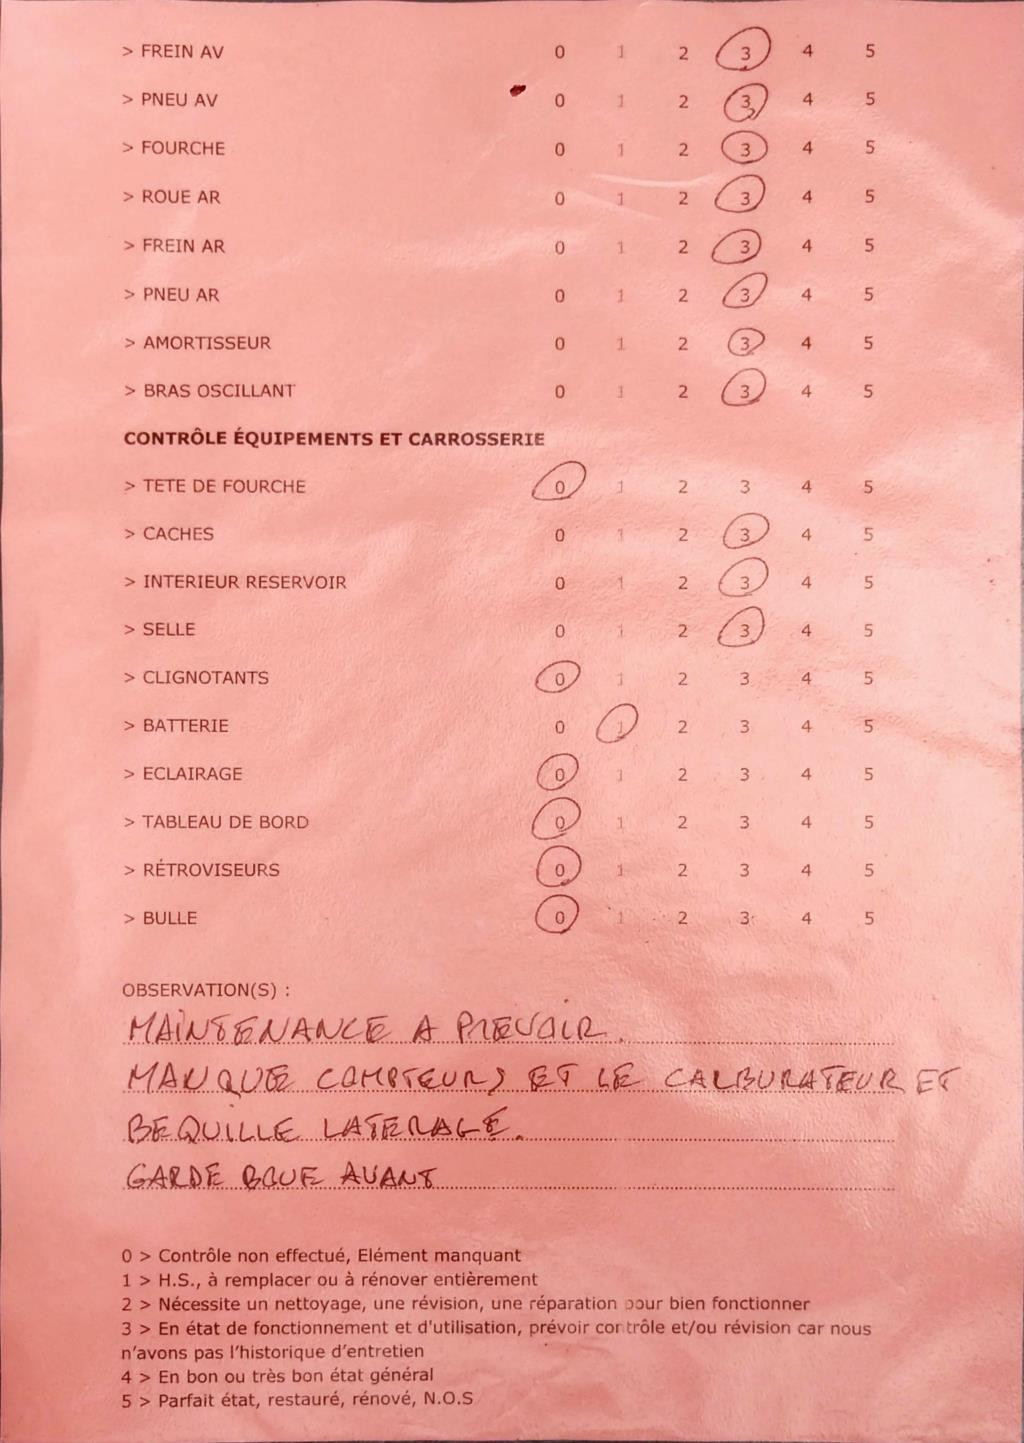 > FREIN AV 0 1 2 3 4 5
> PNEU AV 0 1 2 3 4 5
> FOURCHE 0 1 2 3 4 5
> ROUE AR 0 1 2 3 4 5
> FREIN AR 0 1 2 3 4 5
> PNEU AR 0 1 2 3 4 5
> AMORTISSEUR 0 1 2 3 4 5
> BRAS OSCILLANT 0 1 2 3 4 5
CONTRÔLE ÉQUIPEMENTS ET CARROSSERIE
> TETE DE FOURCHE 0 1 2 3 4 5
> CACHES 0 1 2 3 4 5
> INTERIEUR RESERVOIR 0 1 2 3 4 5
> SELLE 0 1 2 3 4 5
> CLIGNOTANTS 0 1 2 3 4 5
> BATTERIE 0 1 2 3 4 5
> ECLAIRAGE 0 1 2 3 4 5
> TABLEAU DE BORD 0 1 2 3 4 5
> RÉTROVISEURS 0 1 2 3 4 5
> BULLE 0 1 2 3 4 5
OBSERVATION(S) :
MAINTENANCE A PREVOIR.
MANQUE COMPTEURS ET LE CALBURATEUR ET
BEQUILLE LATERAGE.
GARDE BOUE AVANT
0 > Contrôle non effectué, Elément manquant
1 > H.S., à remplacer ou à rénover entièrement
2 > Nécessite un nettoyage, une révision, une réparation pour bien fonctionner
3 > En état de fonctionnement et d'utilisation, prévoir contrôle et/ou révision car nous
n'avons pas l'historique d'entretien
4 > En bon ou très bon état général
5 > Parfait état, restauré, rénové, N.O.S